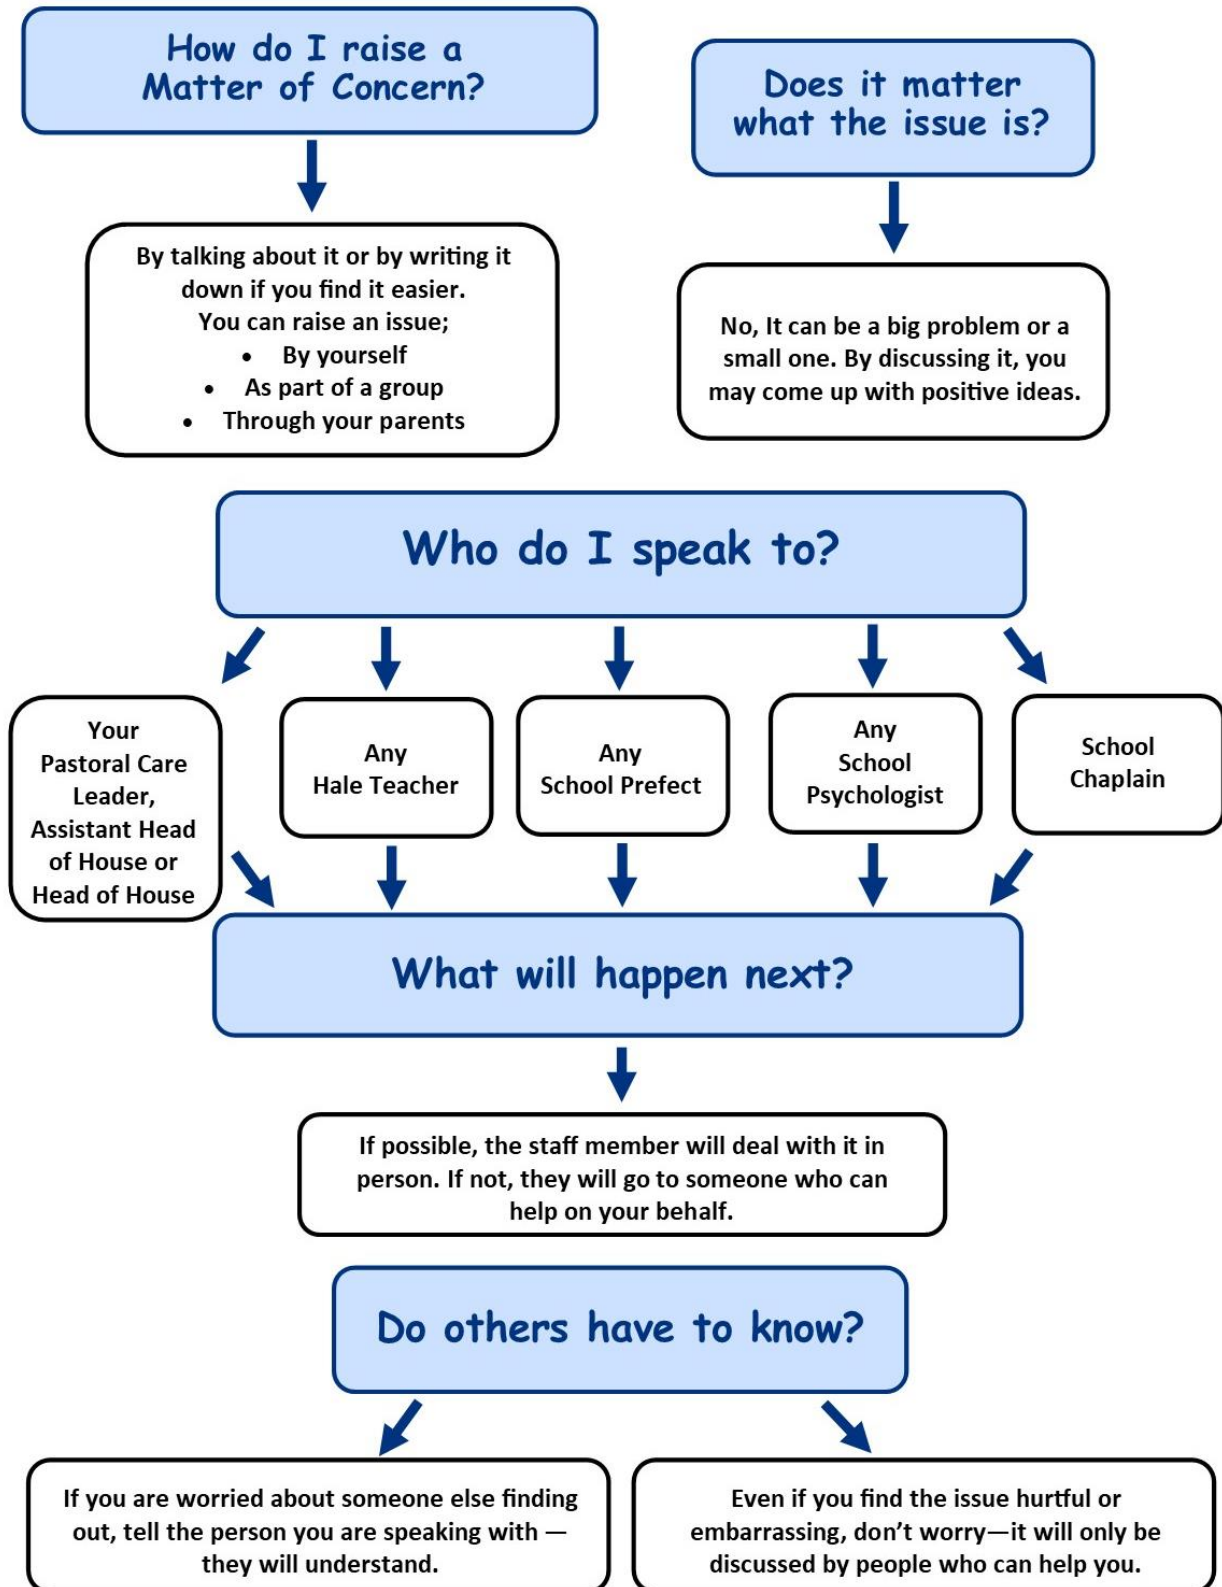 How do I raise a
Matter of Concern?
Does it matter
what the issue is?
By talking about it or by writing it
down if you find it easier.
You can raise an issue;
• By yourself
• As part of a group
• Through your parents
No, It can be a big problem or a
small one. By discussing it, you
may come up with positive ideas.
Who do I speak to?
Your
Pastoral Care
Leader,
Assistant Head
of House or
Head of House
Any
Hale Teacher
Any
School Prefect
Any
School
Psychologist
School
Chaplain
What will happen next?
If possible, the staff member will deal with it in
person. If not, they will go to someone who can
help on your behalf.
Do others have to know?
If you are worried about someone else finding
out, tell the person you are speaking with —
they will understand.
Even if you find the issue hurtful or
embarrassing, don’t worry—it will only be
discussed by people who can help you.